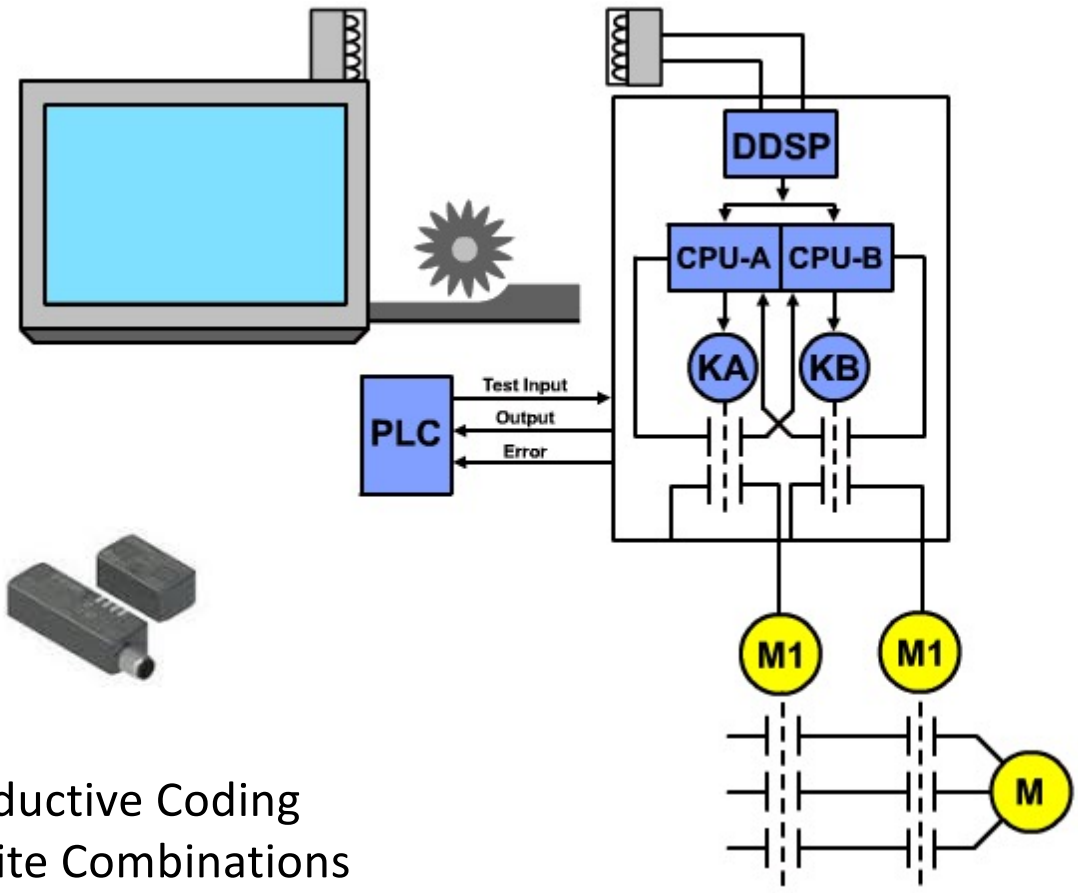 DDSP
CPU-A CPU-B
KA KB
PLC
Test Input
Output
Error
M1 M1
M
ductive Coding
ite Combinations